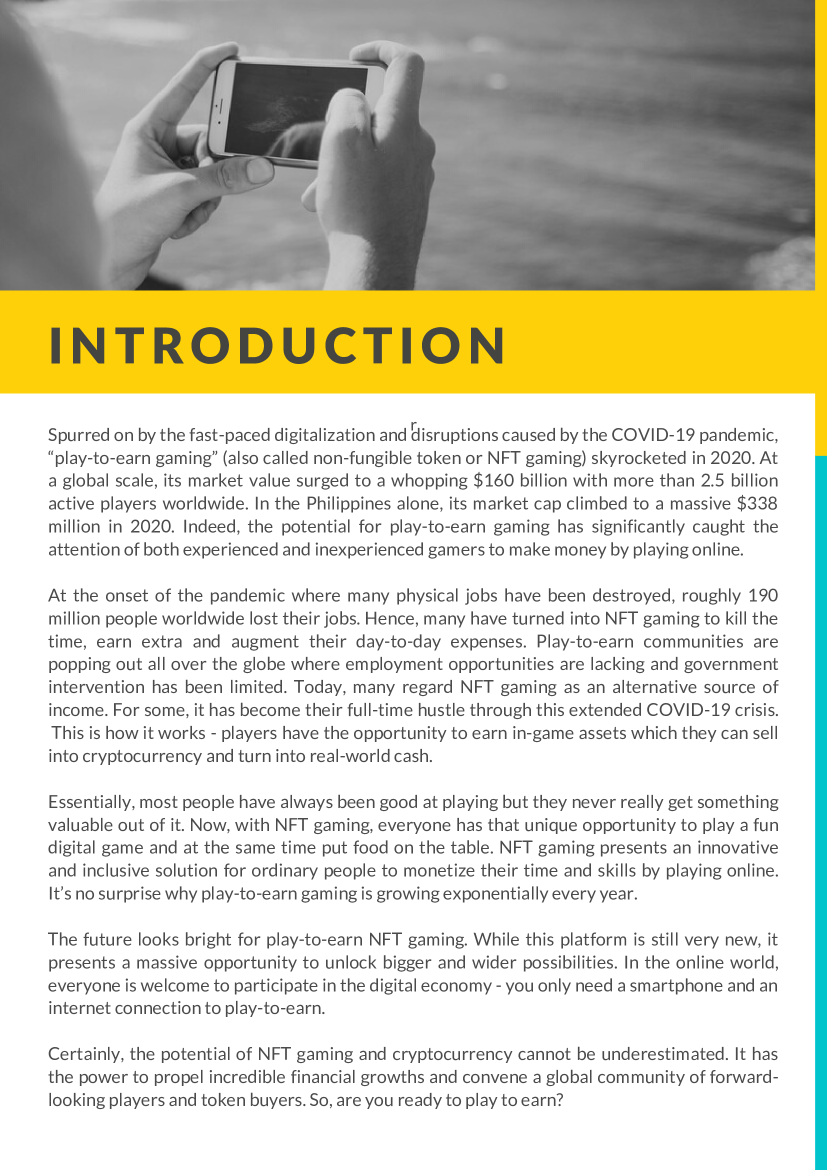 INTRODUCTION
r
Spurred on by the fast-paced digitalization and disruptions caused by the COVID-19 pandemic,
“play-to-earn gaming” (also called non-fungible token or NFT gaming) skyrocketed in 2020. At
a global scale, its market value surged to a whopping $160 billion with more than 2.5 billion
active players worldwide. In the Philippines alone, its market cap climbed to a massive $338
million in 2020. Indeed, the potential for play-to-earn gaming has significantly caught the
attention of both experienced and inexperienced gamers to make money by playing online.
At the onset of the pandemic where many physical jobs have been destroyed, roughly 190
million people worldwide lost their jobs. Hence, many have turned into NFT gaming to kill the
time, earn extra and augment their day-to-day expenses. Play-to-earn communities are
popping out all over the globe where employment opportunities are lacking and government
intervention has been limited. Today, many regard NFT gaming as an alternative source of
income. For some, it has become their full-time hustle through this extended COVID-19 crisis.
This is how it works - players have the opportunity to earn in-game assets which they can sell
into cryptocurrency and turn into real-world cash.
Essentially, most people have always been good at playing but they never really get something
valuable out of it. Now, with NFT gaming, everyone has that unique opportunity to play a fun
digital game and at the same time put food on the table. NFT gaming presents an innovative
and inclusive solution for ordinary people to monetize their time and skills by playing online.
It’s no surprise why play-to-earn gaming is growing exponentially every year.
The future looks bright for play-to-earn NFT gaming. While this platform is still very new, it
presents a massive opportunity to unlock bigger and wider possibilities. In the online world,
everyone is welcome to participate in the digital economy - you only need a smartphone and an
internet connection to play-to-earn.
Certainly, the potential of NFT gaming and cryptocurrency cannot be underestimated. It has
the power to propel incredible financial growths and convene a global community of forward-
looking players and token buyers. So, are you ready to play to earn?